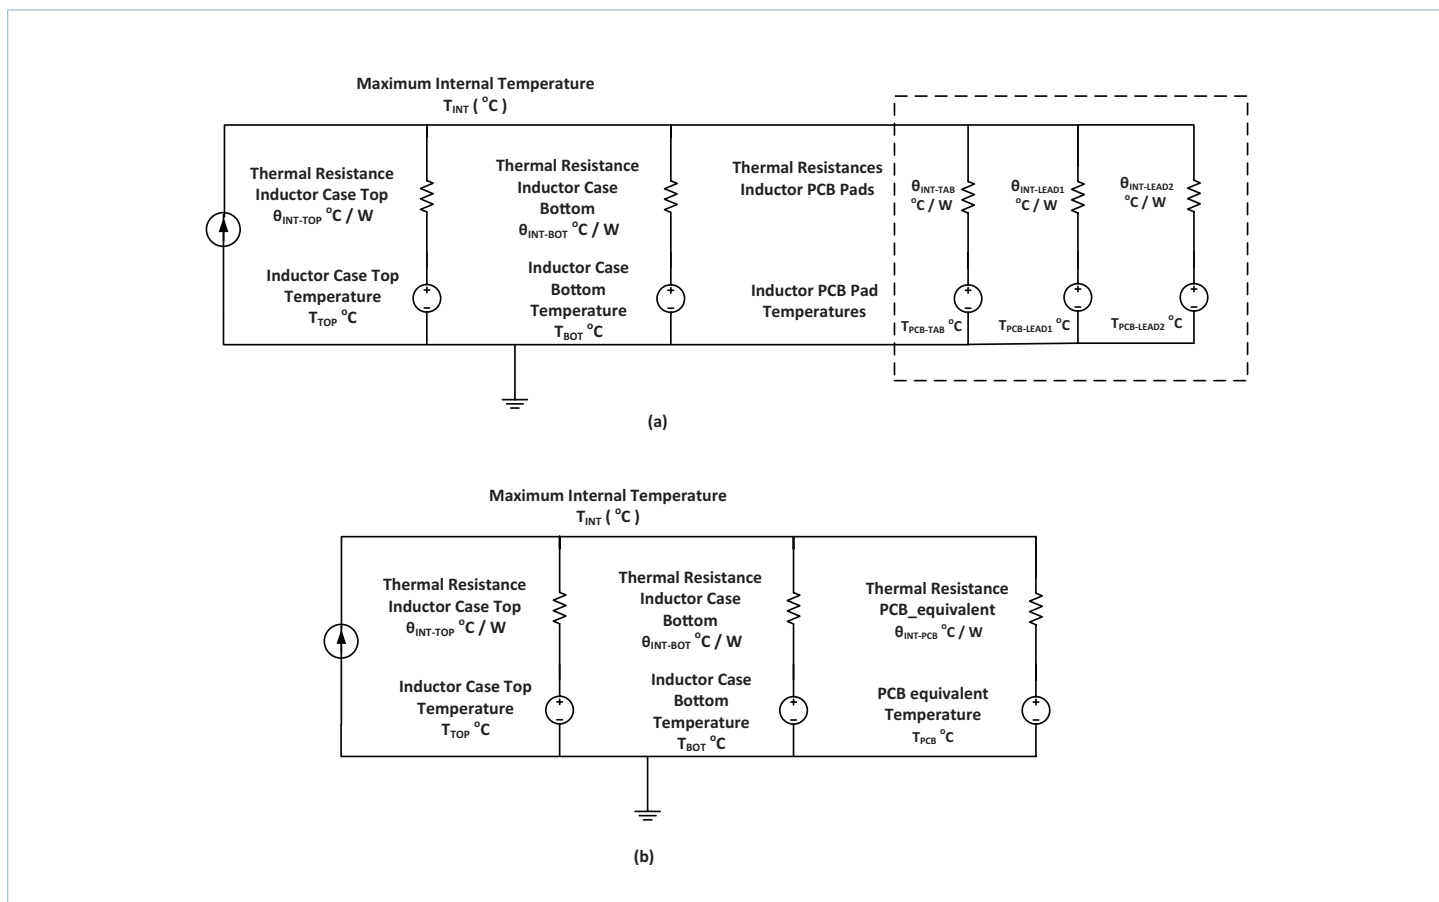 Maximum Internal Temperature
T_INT ( °C )
Thermal Resistance
Inductor Case Top
θ_INT-TOP °C / W
Inductor Case Top
Temperature
T_TOP °C
Thermal Resistance
Inductor Case
Bottom
θ_INT-BOT °C / W
Inductor Case
Bottom
Temperature
T_BOT °C
Thermal Resistances
Inductor PCB Pads
Inductor PCB Pad
Temperatures
θ_INT-TAB
°C / W
θ_INT-LEAD1
°C / W
θ_INT-LEAD2
°C / W
+
−
+
−
+
−
+
−
+
−
T_PCB-TAB °C
T_PCB-LEAD1 °C
T_PCB-LEAD2 °C
(a)
Maximum Internal Temperature
T_INT ( °C )
Thermal Resistance
Inductor Case Top
θ_INT-TOP °C / W
Inductor Case Top
Temperature
T_TOP °C
Thermal Resistance
Inductor Case
Bottom
θ_INT-BOT °C / W
Inductor Case
Bottom
Temperature
T_BOT °C
Thermal Resistance
PCB_equivalent
θ_INT-PCB °C / W
PCB equivalent
Temperature
T_PCB °C
+
−
+
−
+
−
(b)